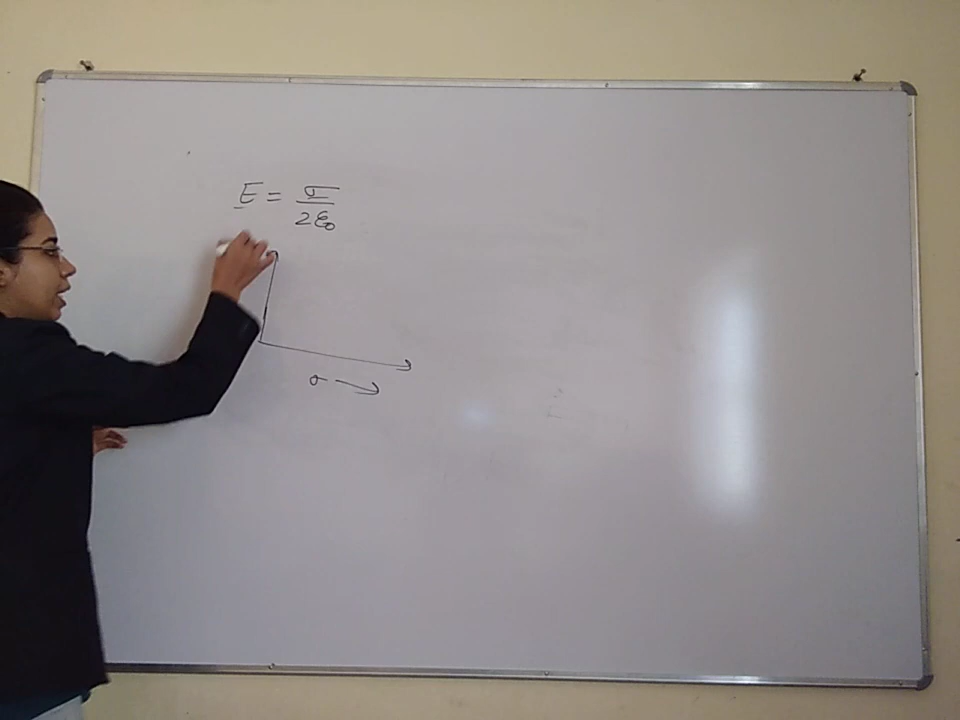 E = σ
2ε₀
σ →